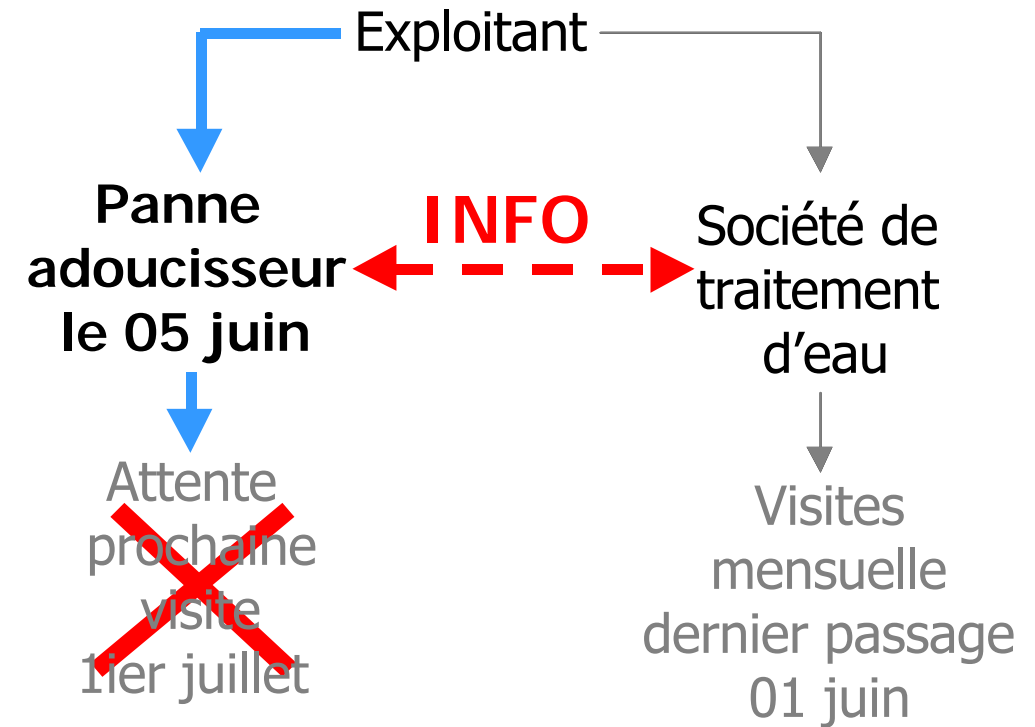 Exploitant
Panne
adoucisseur
le 05 juin
INFO
Société de
traitement
d’eau
Attente
prochaine
visite
1ier juillet
Visites
mensuelle
dernier passage
01 juin